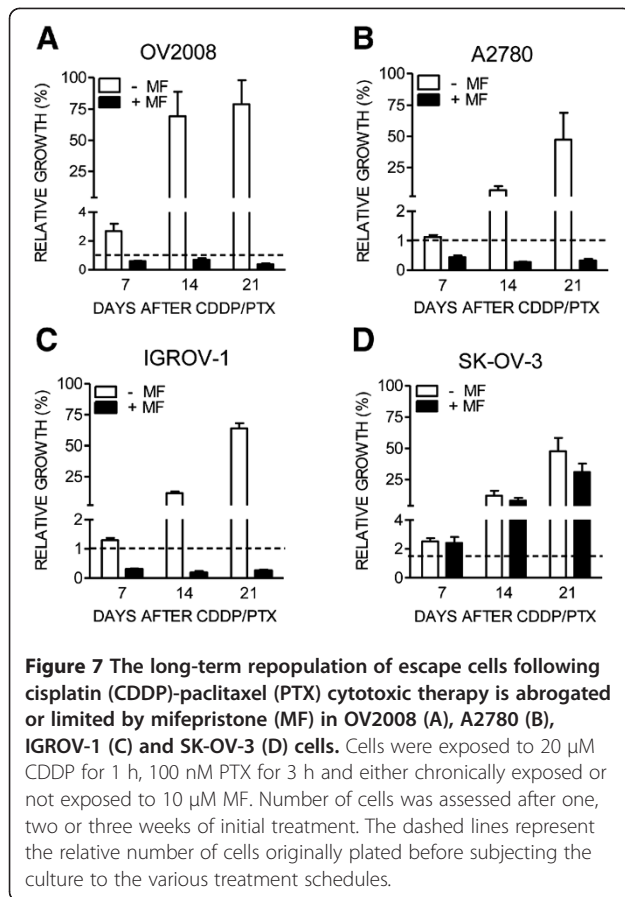 A
OV2008
- MF
+ MF
RELATIVE GROWTH (%)
100
75
50
25
4
2
0
7 14 21
DAYS AFTER CDDP/PTX
B
A2780
- MF
+ MF
RELATIVE GROWTH (%)
100
75
50
25
2
1
0
7 14 21
DAYS AFTER CDDP/PTX
C
IGROV-1
- MF
+ MF
RELATIVE GROWTH (%)
100
75
50
25
2
1
0
7 14 21
DAYS AFTER CDDP/PTX
D
SK-OV-3
- MF
+ MF
RELATIVE GROWTH (%)
100
75
50
25
4
2
0
7 14 21
DAYS AFTER CDDP/PTX
Figure 7 The long-term repopulation of escape cells following
cisplatin (CDDP)-paclitaxel (PTX) cytotoxic therapy is abrogated
or limited by mifepristone (MF) in OV2008 (A), A2780 (B),
IGROV-1 (C) and SK-OV-3 (D) cells. Cells were exposed to 20 μM
CDDP for 1 h, 100 nM PTX for 3 h and either chronically exposed or
not exposed to 10 μM MF. Number of cells was assessed after one,
two or three weeks of initial treatment. The dashed lines represent
the relative number of cells originally plated before subjecting the
culture to the various treatment schedules.